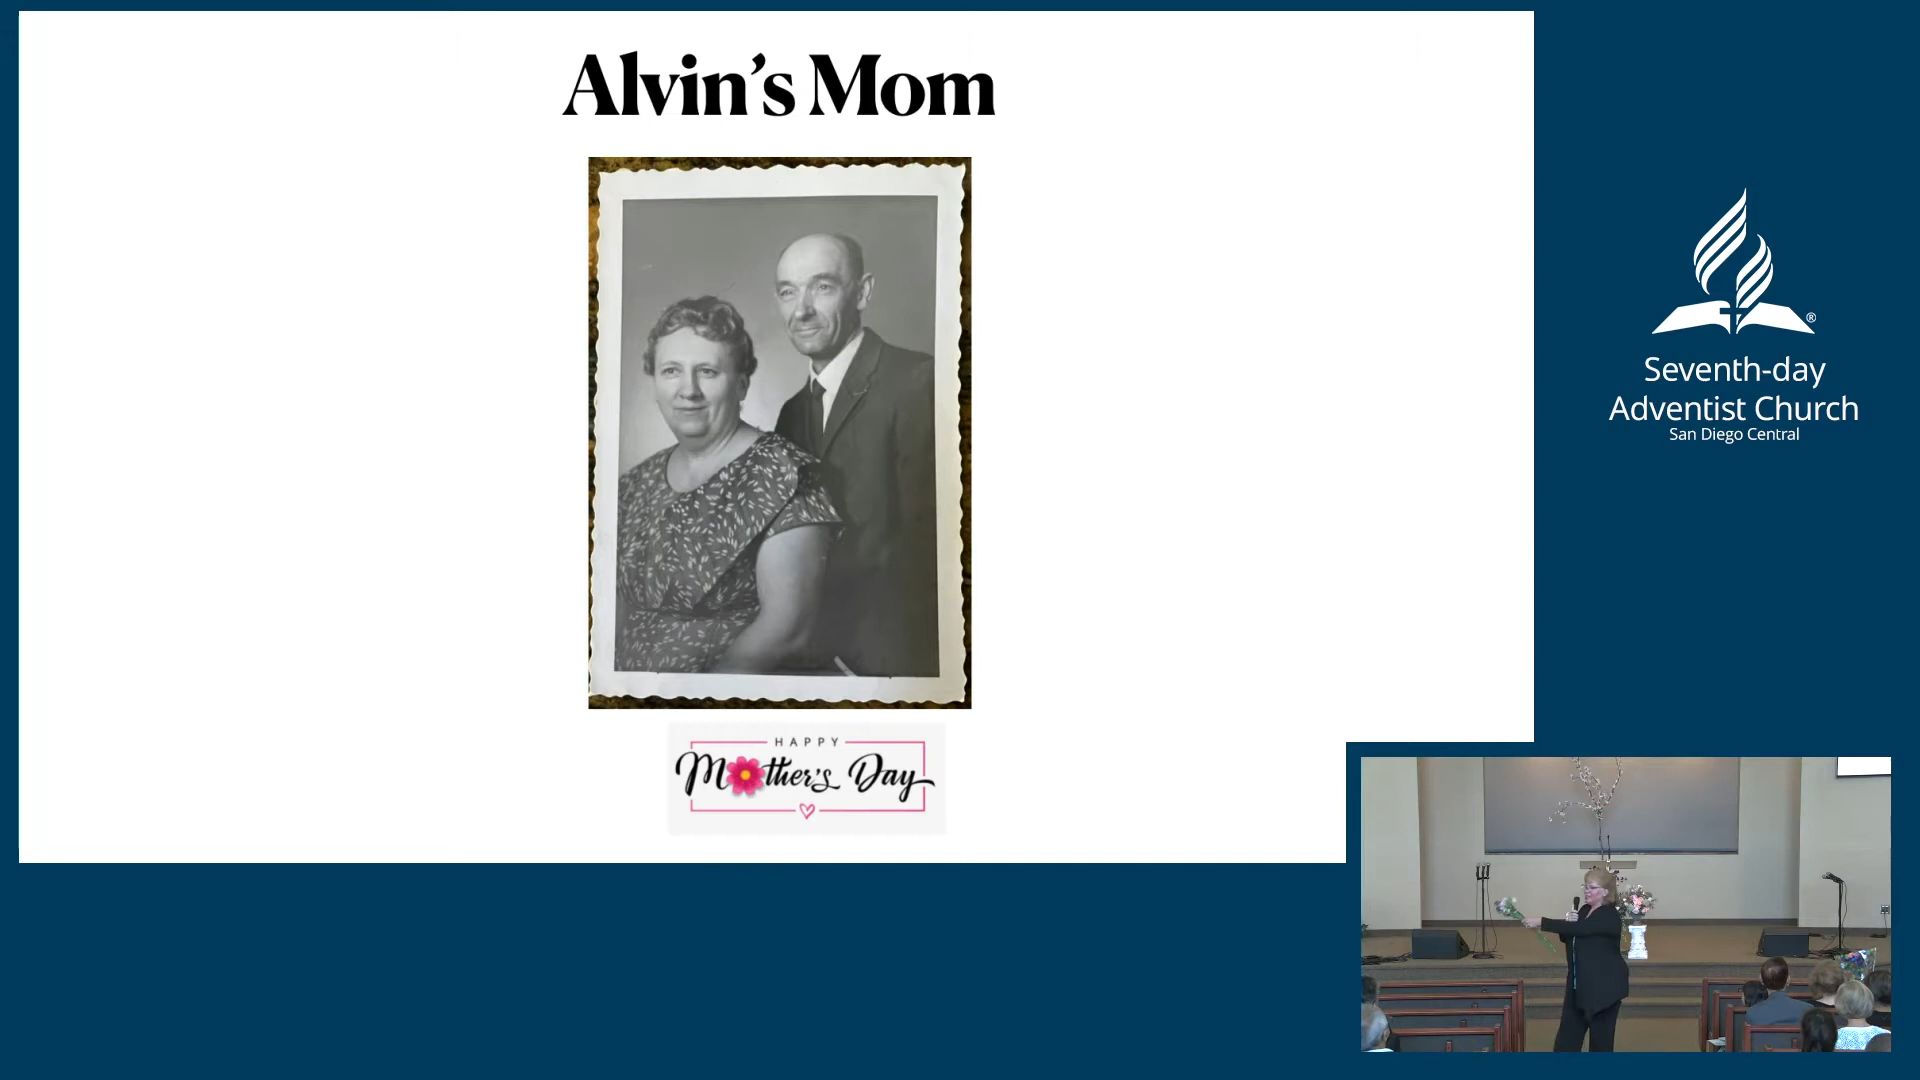 Alvin's Mom
HAPPY
Mother's Day
®
Seventh-day
Adventist Church
San Diego Central